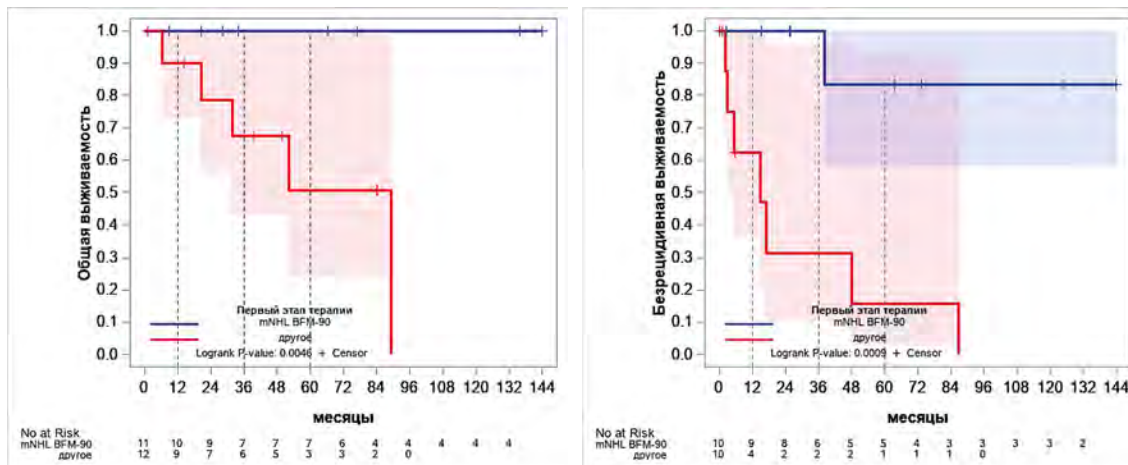 Общая выживаемость
1.0
0.9
0.8
0.7
0.6
0.5
0.4
0.3
0.2
0.1
0.0
Первый этап терапии
mNHL BFM-90
другое
Logrank P-value: 0.0046 + Censor
0 12 24 36 48 60 72 84 96 108 120 132 144
месяцы
No at Risk
mNHL BFM-90 11 10 9 7 7 7 6 4 4 4 4 4
другое 12 9 7 6 5 3 3 2 0
Безрецидивная выживаемость
1.0
0.9
0.8
0.7
0.6
0.5
0.4
0.3
0.2
0.1
0.0
Первый этап терапии
mNHL BFM-90
другое
Logrank P-value: 0.0009 + Censor
0 12 24 36 48 60 72 84 96 108 120 132 144
месяцы
No at Risk
mNHL BFM-90 10 9 8 6 5 5 4 3 3 3 3 2
другое 10 4 2 2 2 1 1 1 0